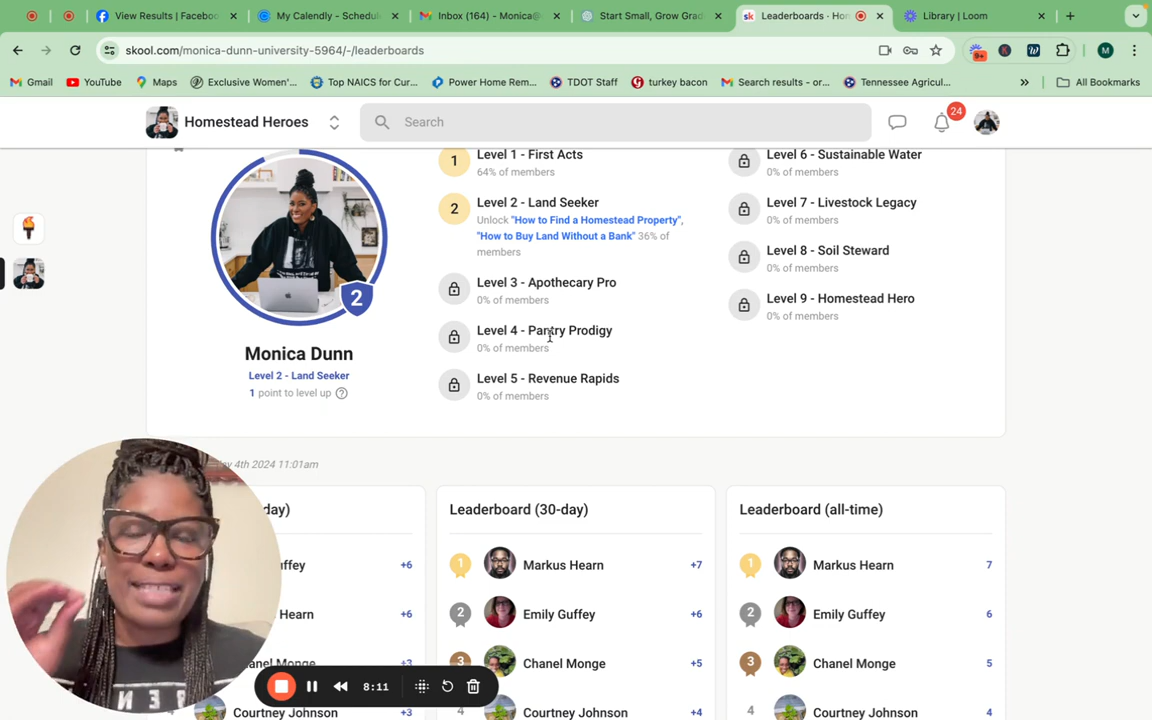 View Results | Faceboo
My Calendly - Schedul
Inbox (164) - Monica@
Start Small, Grow Grad
Leaderboards · Hom
Library | Loom
skool.com/monica-dunn-university-5964/-/leaderboards
9+
M
Gmail
YouTube
Maps
Exclusive Women'...
Top NAICS for Cur...
Power Home Rem...
TDOT Staff
turkey bacon
Search results - or...
Tennessee Agricul...
»
All Bookmarks
Homestead Heroes
Search
24
2
Monica Dunn
Level 2 - Land Seeker
1 point to level up
1
Level 1 - First Acts
64% of members
2
Level 2 - Land Seeker
Unlock "How to Find a Homestead Property",
"How to Buy Land Without a Bank" 36% of
members
Level 3 - Apothecary Pro
0% of members
Level 4 - Pantry Prodigy
0% of members
Level 5 - Revenue Rapids
0% of members
Level 6 - Sustainable Water
0% of members
Level 7 - Livestock Legacy
0% of members
Level 8 - Soil Steward
0% of members
Level 9 - Homestead Hero
0% of members
4th 2024 11:01am
day)
ffey
+6
Hearn
+6
anel Monge
+3
Courtney Johnson
+3
Leaderboard (30-day)
1
Markus Hearn
+7
2
Emily Guffey
+6
3
Chanel Monge
+5
4
Courtney Johnson
+4
Leaderboard (all-time)
1
Markus Hearn
7
2
Emily Guffey
6
3
Chanel Monge
5
4
Courtney Johnson
4
8:11